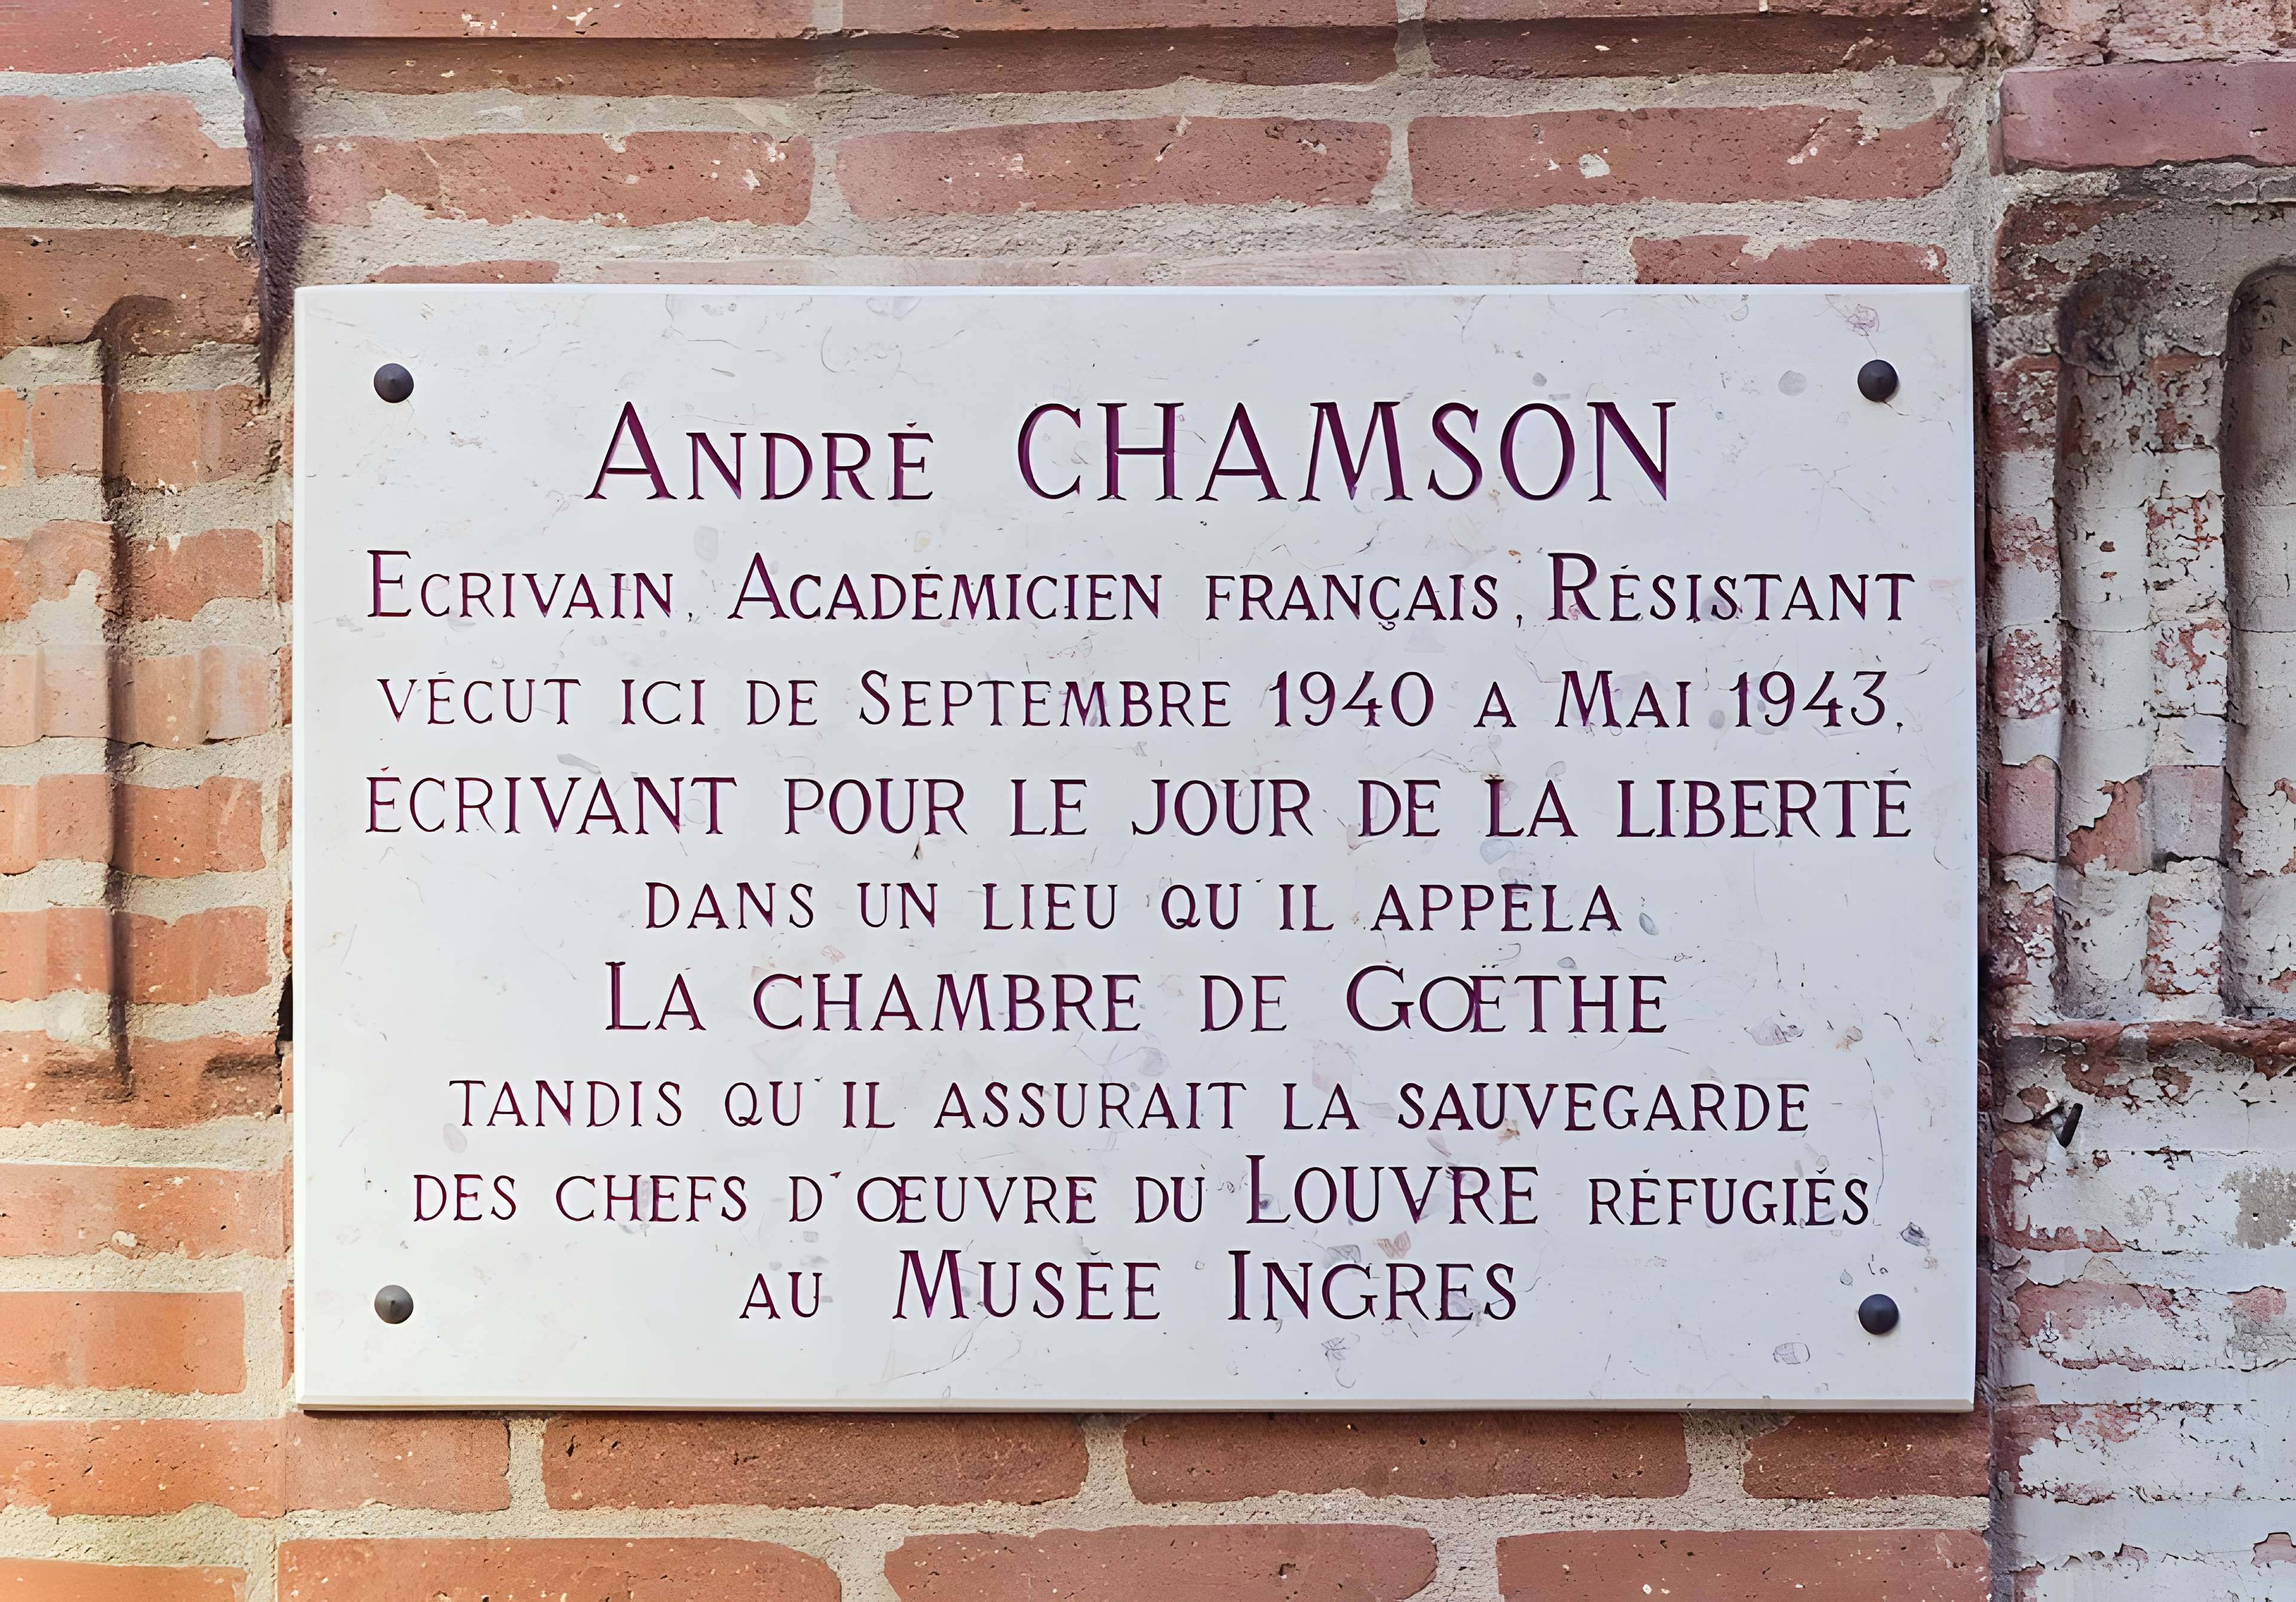 André CHAMSON
Ecrivain, Académicien français, Résistant
vécut ici de Septembre 1940 a Mai 1943,
écrivant pour le jour de la liberté
dans un lieu qu'il appela
La chambre de Gœ̈the
tandis qu'il assurait la sauvegarde
des chefs d'œuvre du Louvre réfugiés
au Musée Ingres